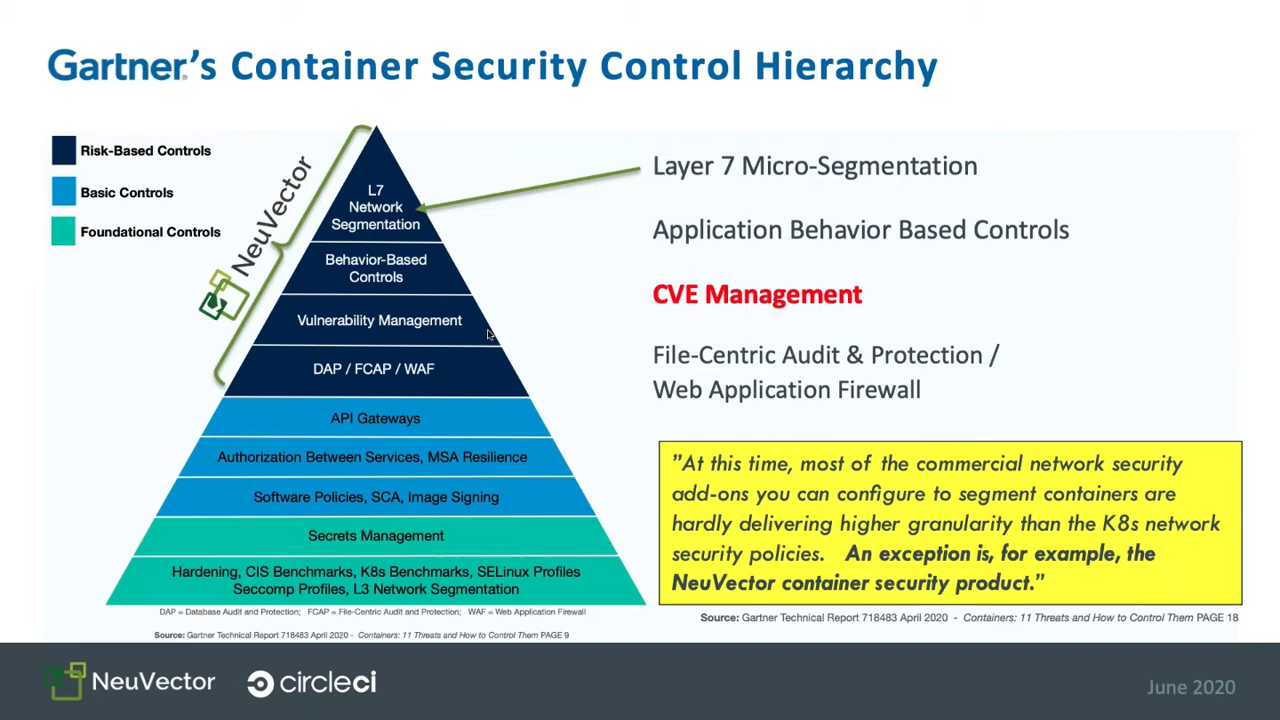 Gartner.'s Container Security Control Hierarchy
Risk-Based Controls
Basic Controls
Foundational Controls
NeuVector
L7
Network
Segmentation
Behavior-Based
Controls
Vulnerability Management
DAP / FCAP / WAF
API Gateways
Authorization Between Services, MSA Resilience
Software Policies, SCA, Image Signing
Secrets Management
Hardening, CIS Benchmarks, K8s Benchmarks, SELinux Profiles
Seccomp Profiles, L3 Network Segmentation
DAP = Database Audit and Protection; FCAP = File-Centric Audit and Protection; WAF = Web Application Firewall
Source: Gartner Technical Report 718483 April 2020 - Containers: 11 Threats and How to Control Them PAGE 9
Layer 7 Micro-Segmentation
Application Behavior Based Controls
CVE Management
File-Centric Audit & Protection /
Web Application Firewall
"At this time, most of the commercial network security
add-ons you can configure to segment containers are
hardly delivering higher granularity than the K8s network
security policies. An exception is, for example, the
NeuVector container security product."
Source: Gartner Technical Report 718483 April 2020 - Containers: 11 Threats and How to Control Them PAGE 18
NeuVector
circleci
June 2020